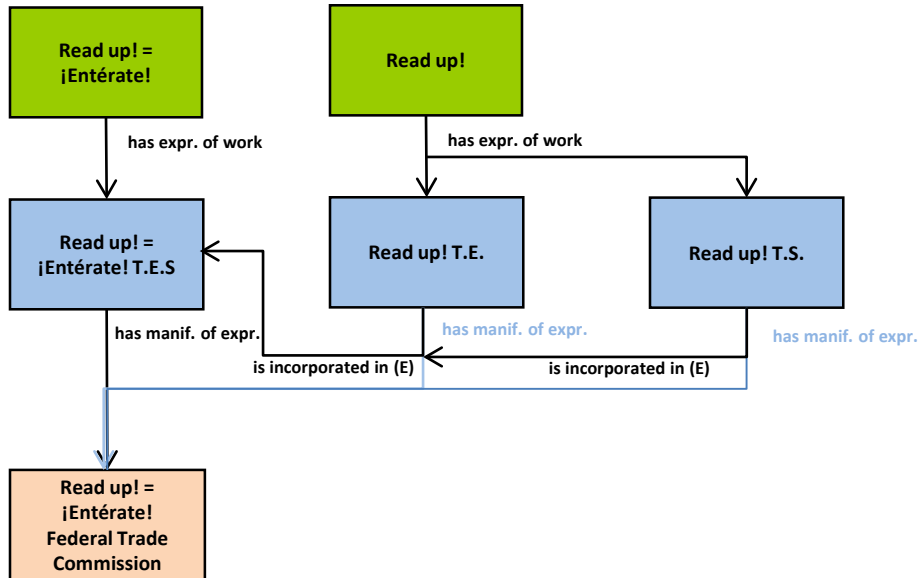 Read up! =
¡Entérate!
Read up!
has expr. of work
has expr. of work
Read up! =
¡Entérate! T.E.S
Read up! T.E.
Read up! T.S.
has manif. of expr.
has manif. of expr.
has manif. of expr.
is incorporated in (E)
is incorporated in (E)
Read up! =
¡Entérate!
Federal Trade
Commission